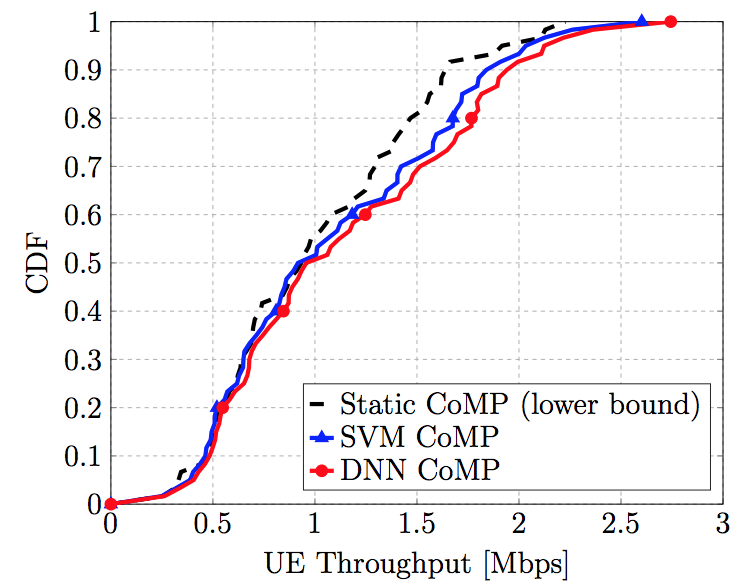 1
0.9
0.8
0.7
0.6
0.5
0.4
0.3
0.2
0.1
0
CDF
Static CoMP (lower bound)
SVM CoMP
DNN CoMP
0 0.5 1 1.5 2 2.5 3
UE Throughput [Mbps]